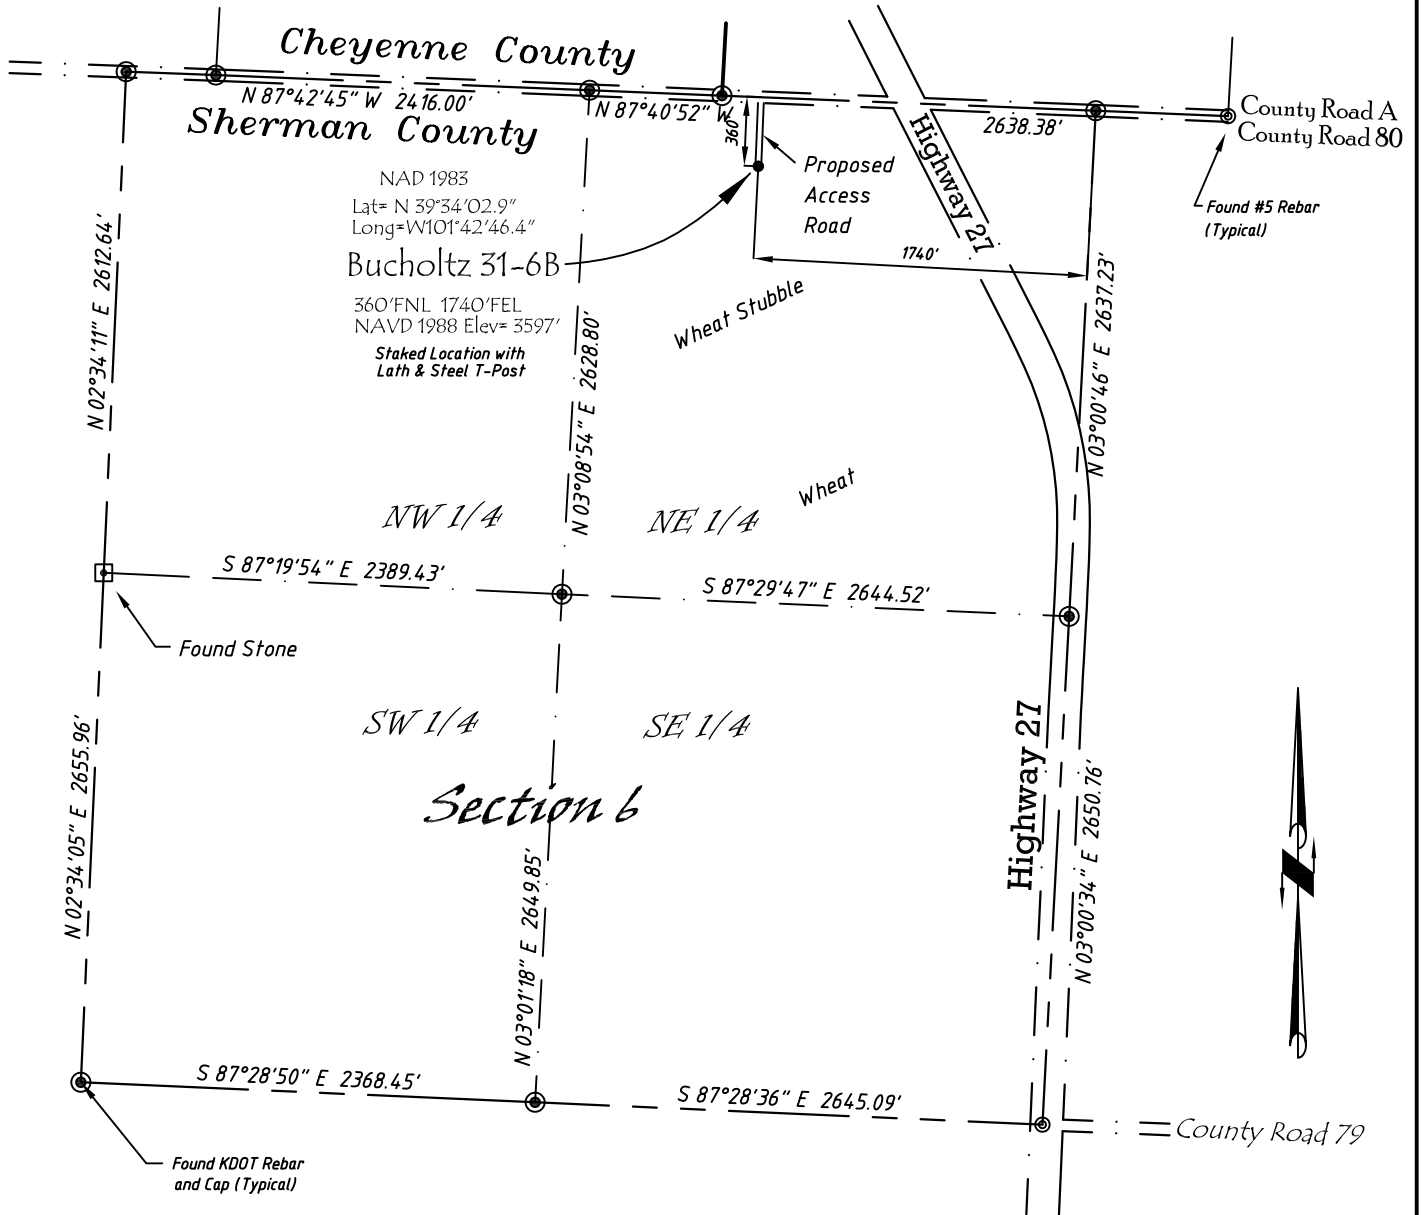 Cheyenne County
N 87°42'45" W 2416.00'
N 87°40'52" W
2638.38'
County Road A
County Road 80
Sherman County
360'
Highway 27
Proposed
Access
Road
Found #5 Rebar
(Typical)
NAD 1983
Lat= N 39°34'02.9"
Long=W101°42'46.4"
Bucholtz 31-6B
360'FNL 1740'FEL
NAVD 1988 Elev= 3597'
Staked Location with
Lath & Steel T-Post
1740'
N 02°34'11" E 2612.64'
N 03°08'54" E 2628.80'
Wheat Stubble
N 03°00'46" E 2637.23'
Wheat
NW 1/4
NE 1/4
S 87°19'54" E 2389.43'
S 87°29'47" E 2644.52'
Found Stone
SW 1/4
SE 1/4
Section 6
N 02°34'05" E 2655.96'
N 03°01'18" E 2649.85'
Highway 27
N 03°00'34" E 2650.76'
S 87°28'50" E 2368.45'
S 87°28'36" E 2645.09'
County Road 79
Found KDOT Rebar
and Cap (Typical)